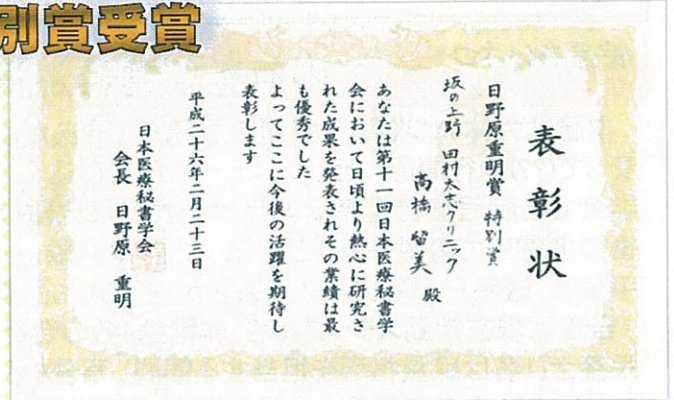 別賞受賞
表彰状
日野原重明賞 特別賞
坂の上野 田村太志クリニック
高橋 留美 殿
あなたは第十一回日本医療秘書学
会において日頃より熱心に研究さ
れた成果を発表されその業績は最
も優秀でした
よってここに今後の活躍を期待し
表彰します
平成二十六年二月二十三日
日本医療秘書学会
会長 日野原 重明